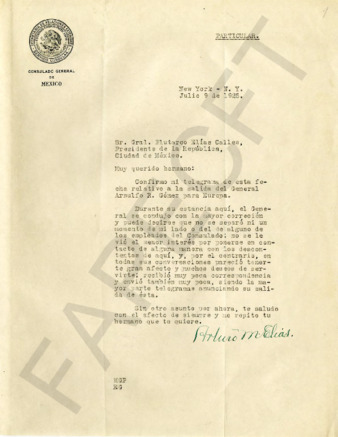 PARTICULAR.
CONSULADO GENERAL
DE
MEXICO
New York - N. Y.
Julio 9 de 1925.
Sr. Gral. Plutarco Elías Calles,
Presidente de la República,
Ciudad de México.
Muy querido hermano:
Confirmo mi telegrama de esta fe-
cha relativo a la salida del General
Arnulfo R. Gómez para Europa.
Durante su estancia aquí, el Gene-
ral se condujo con la mayor corrección
y puede decirse que no se separó ni un
momento de mi lado o del de alguno de
los empleados del Consulado; no se le
vió el menor interés por ponerse en con-
tacto de alguna manera con los descon-
tentos de aquí, y, por el contrario, en
todas sus conversaciones pareció tener-
te gran afecto y muchos deseos de ser-
virte; recibió muy poca correspondencia
y envió también muy poca, siendo la ma-
yor parte telegramas anunciando su sali-
da de ésta.
Sin otro asunto por ahora, te saluda
con el afecto de siempre y se repite tu
hermano que te quiere.
Arturo M. Elías.
FAPECFT